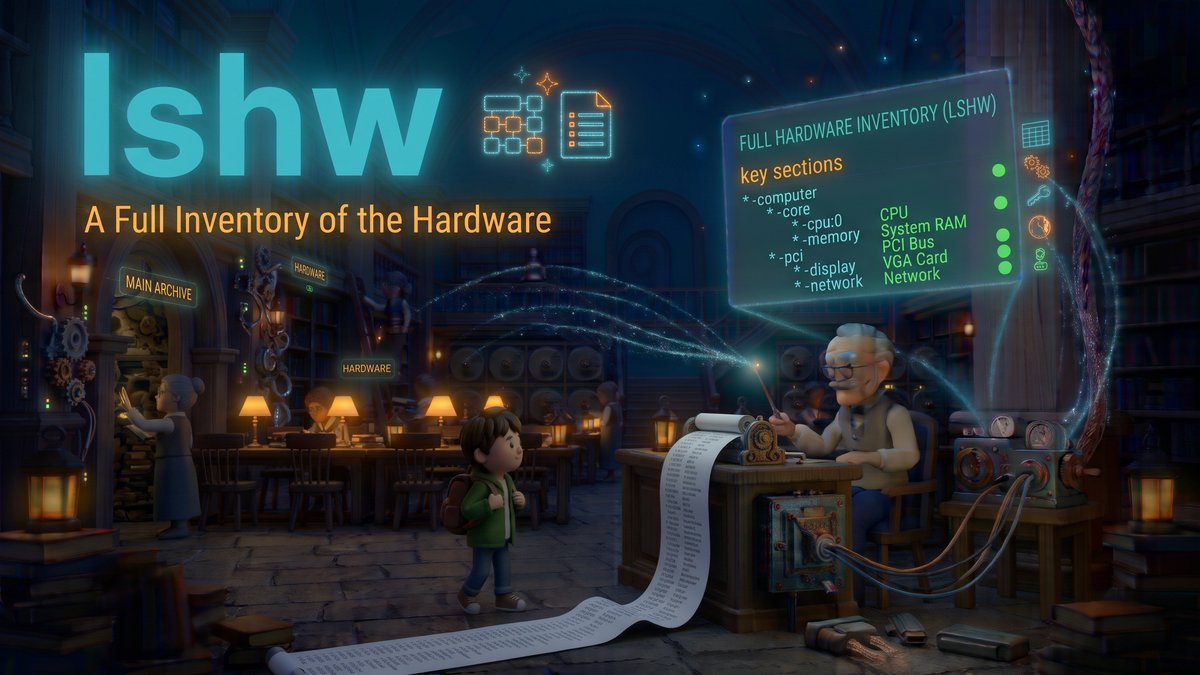 lshw
A Full Inventory of the Hardware
MAIN ARCHIVE
HARDWARE
HARDWARE
FULL HARDWARE INVENTORY (LSHW)
key sections
*-computer
*-core
*-cpu:0 CPU
*-memory System RAM
*-pci PCI Bus
*-display VGA Card
*-network Network